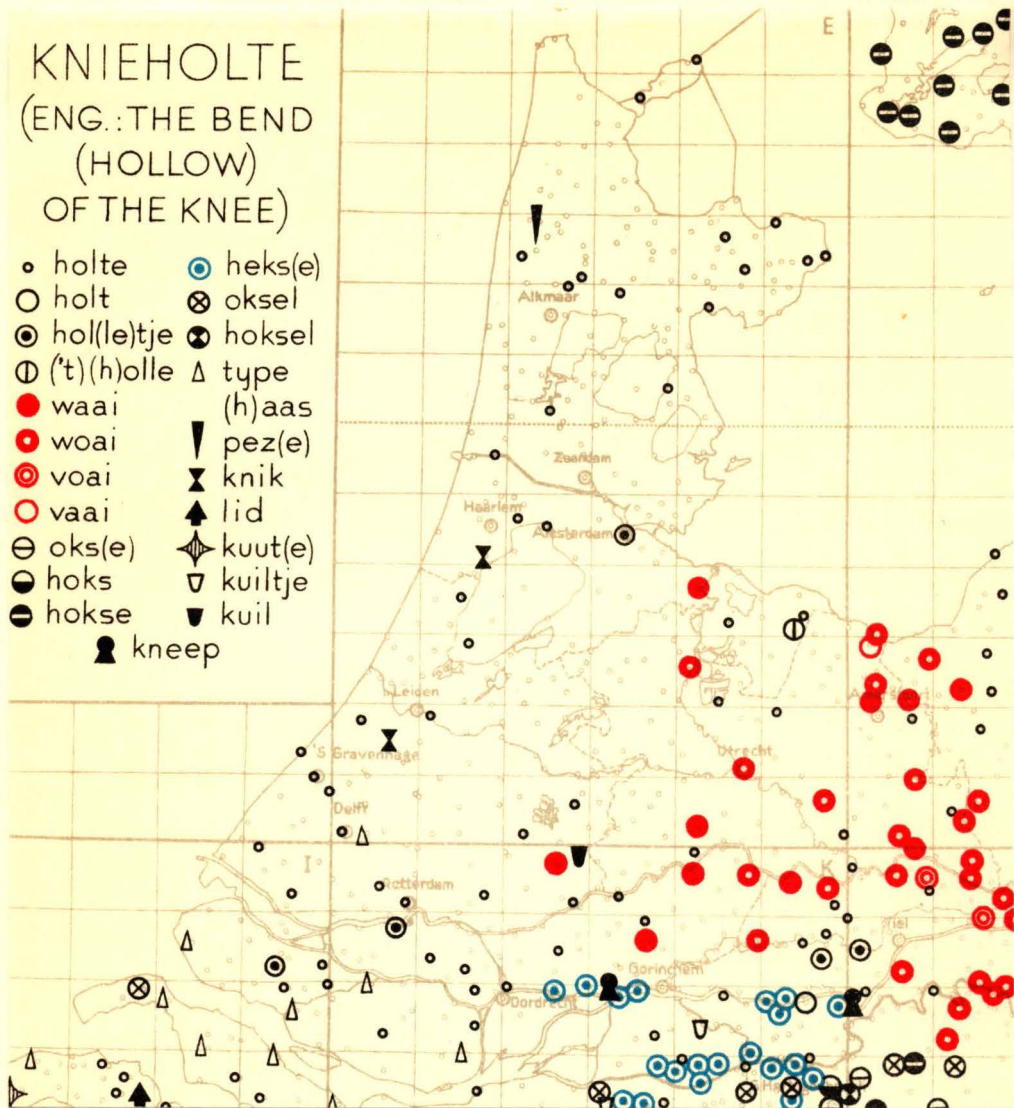 KNIEHOLTE
(ENG.: THE BEND
(HOLLOW)
OF THE KNEE)
holte
holt
hol(le)tje
('t)(h)olle
waai
woai
voai
vaai
oks(e)
hoks
hokse
heks(e)
oksel
hoksel
type
(h)aas
pez(e)
knik
lid
kuut(e)
kuiltje
kuil
kneep
E
Alkmaar
Zaandam
Haarlem
Amsterdam
Leiden
'S Gravenhage
Utrecht
Delft
I
K
Rotterdam
Tiel
Gorinchem
Dordrecht